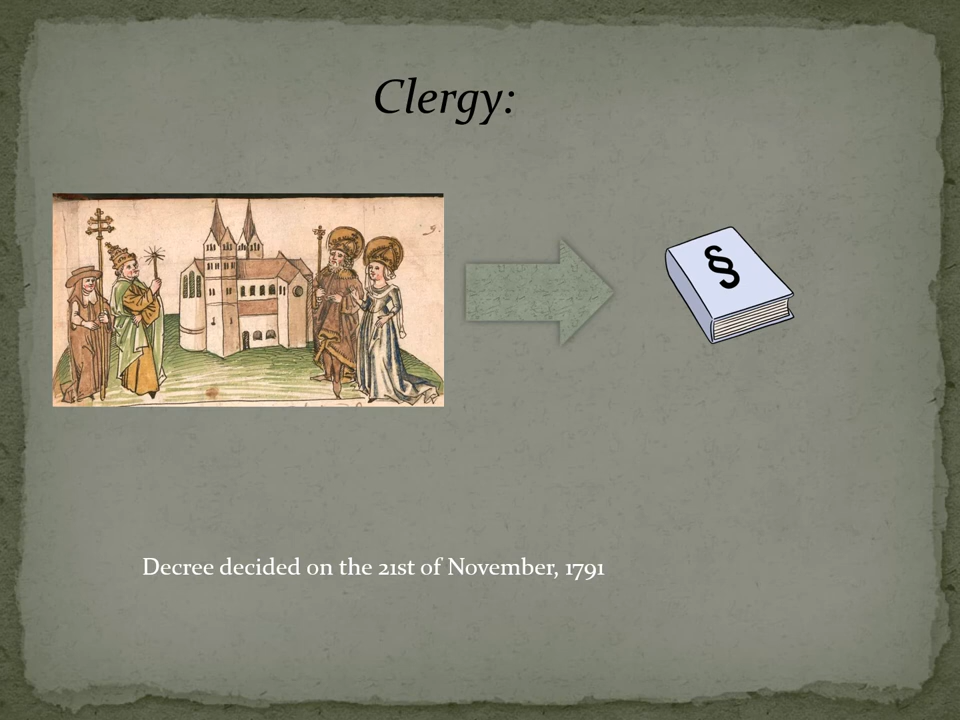 Clergy:
§
Decree decided on the 21st of November, 1791